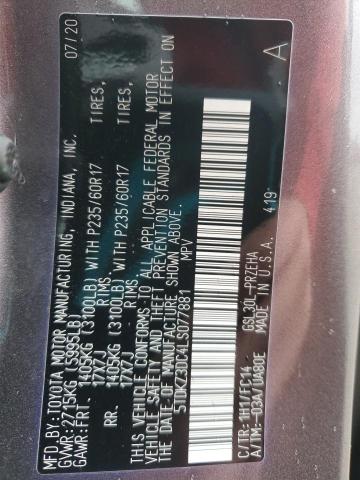 MFD.BY:TOYOTA MOTOR MANUFACTURING, INDIANA, INC. 07/20
GVWR:2715KG (5995LB)
GAWR:FRT. 1405KG (3100LB) WITH P235/60R17 TIRES,
17X7J RIMS.
RR. 1405KG (3100LB) WITH P235/60R17 TIRES,
17X7J RIMS
THIS VEHICLE CONFORMS TO ALL APPLICABLE FEDERAL MOTOR
VEHICLE SAFETY AND THEFT PREVENTION STANDARDS IN EFFECT ON
THE DATE OF MANUFACTURE SHOWN ABOVE.
5TDKZ3DC4LS077881 MPV A
C/TR:1H1/FC14 GSL30L-PRZEHA 419
A/TM:-03A/UA80E MADE IN U.S.A.